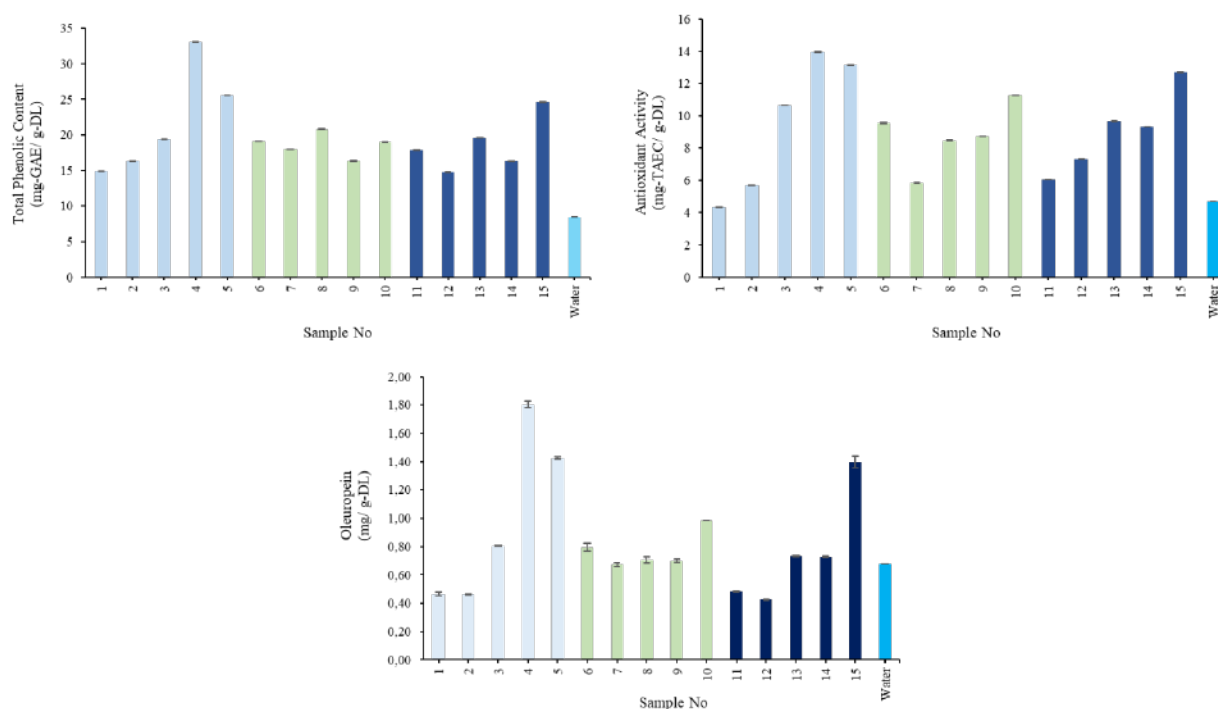 Total Phenolic Content
(mg-GAE/ g-DL)
35
30
25
20
15
10
5
0
1 2 3 4 5 6 7 8 9 10 11 12 13 14 15 Water
Sample No
Antioxidant Activity
(mg-TAEC/ g-DL)
16
14
12
10
8
6
4
2
0
1 2 3 4 5 6 7 8 9 10 11 12 13 14 15 Water
Sample No
Oleuropein
(mg/ g-DL)
2,00
1,80
1,60
1,40
1,20
1,00
0,80
0,60
0,40
0,20
0,00
1 2 3 4 5 6 7 8 9 10 11 12 13 14 15 Water
Sample No